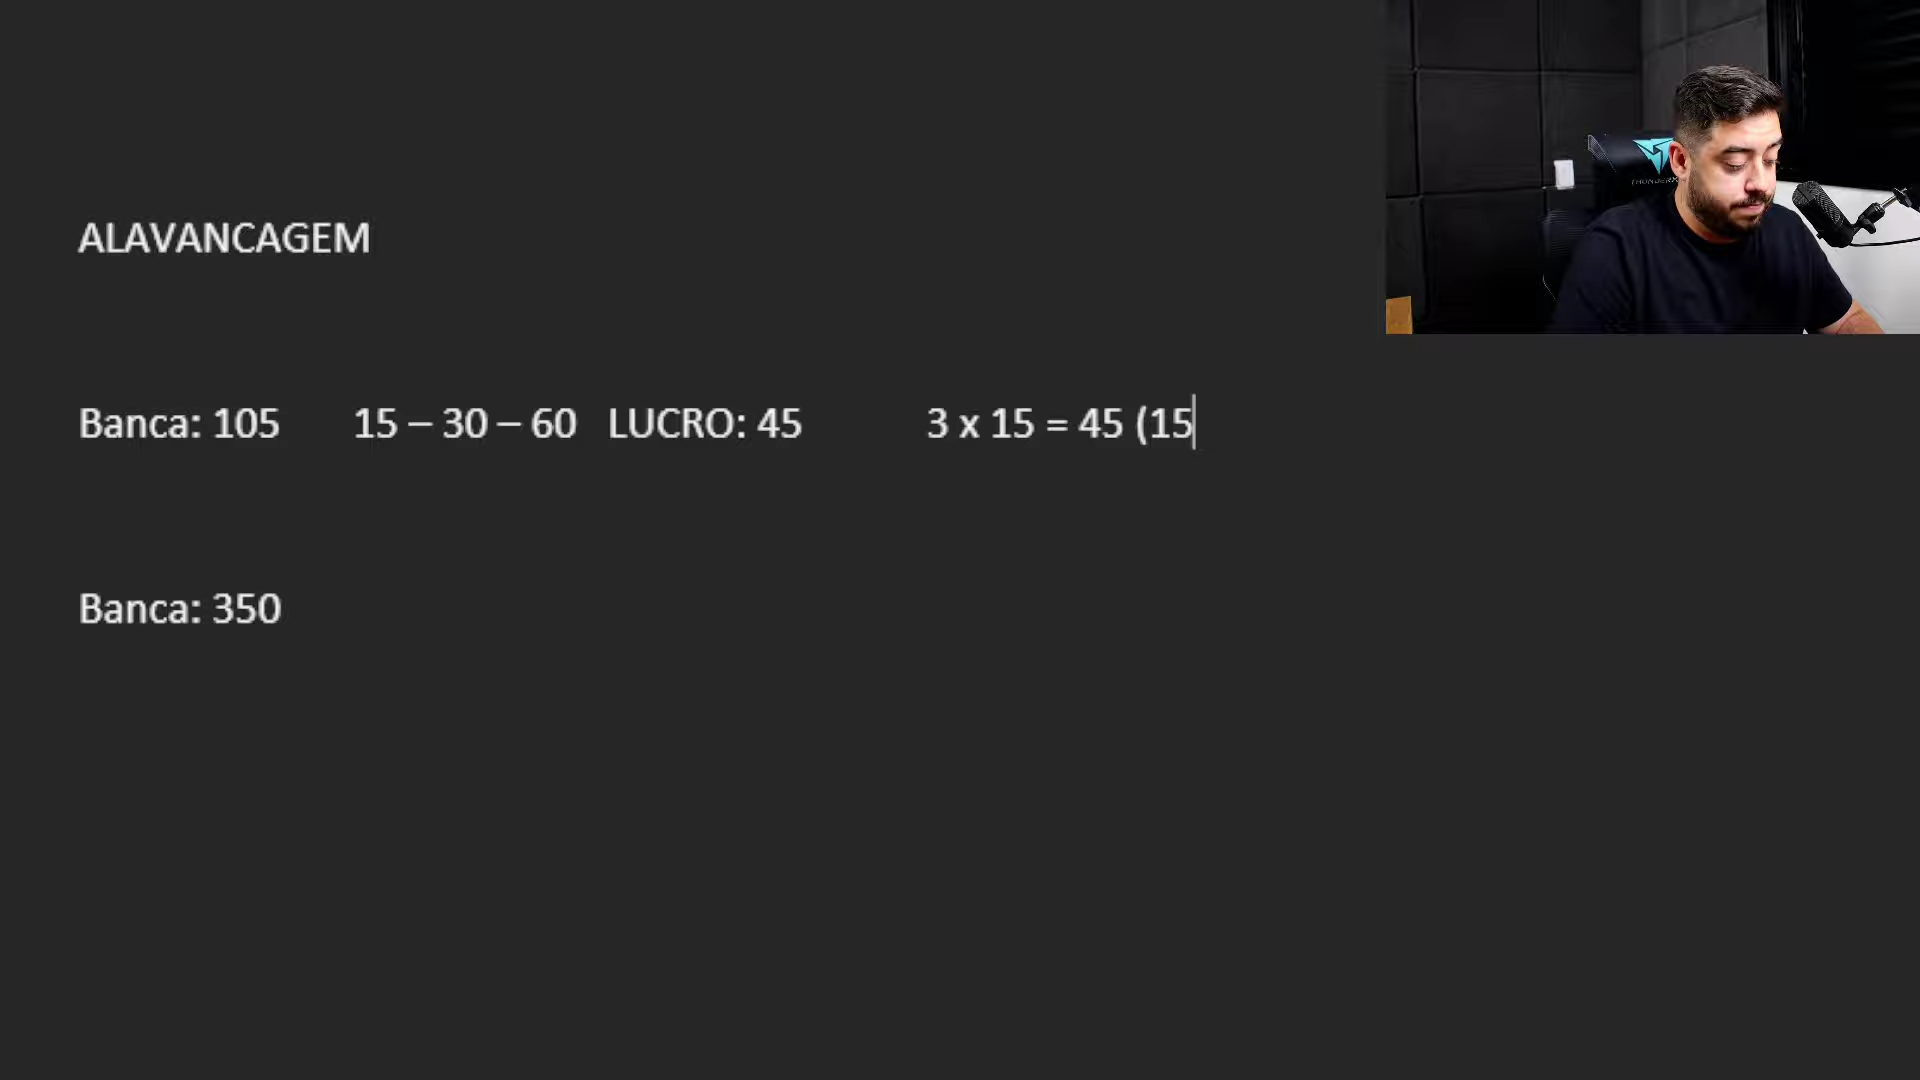 ALAVANCAGEM
Banca: 105 15 – 30 – 60 LUCRO: 45 3 x 15 = 45 (15
Banca: 350